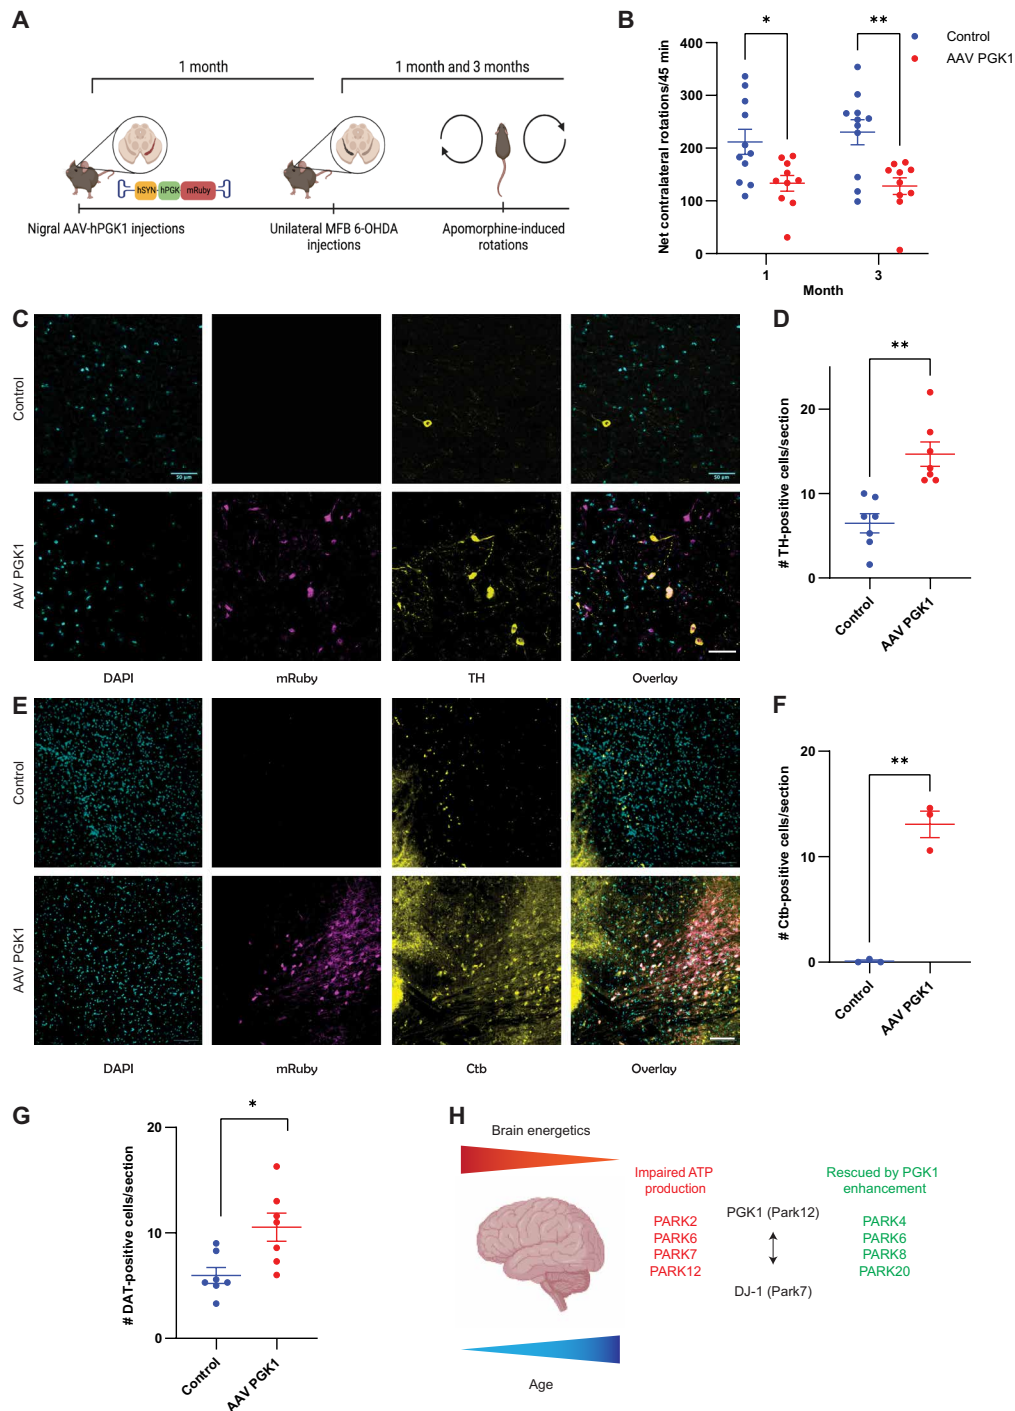 A
1 month
1 month and 3 months
hSYN
hPGK
mRuby
Nigral AAV-hPGK1 injections
Unilateral MFB 6-OHDA
injections
Apomorphine-induced
rotations
B
*
**
Control
AAV PGK1
Net contralateral rotations/45 min
400
300
200
100
0
1
3
Month
C
Control
50 µm
50 µm
AAV PGK1
DAPI
mRuby
TH
Overlay
D
**
# TH-positive cells/section
20
10
0
Control
AAV PGK1
E
Control
AAV PGK1
DAPI
mRuby
Ctb
Overlay
F
**
# Ctb-positive cells/section
20
10
0
Control
AAV PGK1
G
*
# DAT-positive cells/section
20
10
0
Control
AAV PGK1
H
Brain energetics
Impaired ATP
production
PARK2
PARK6
PARK7
PARK12
PGK1 (Park12)
DJ-1 (Park7)
Rescued by PGK1
enhancement
PARK4
PARK6
PARK8
PARK20
Age